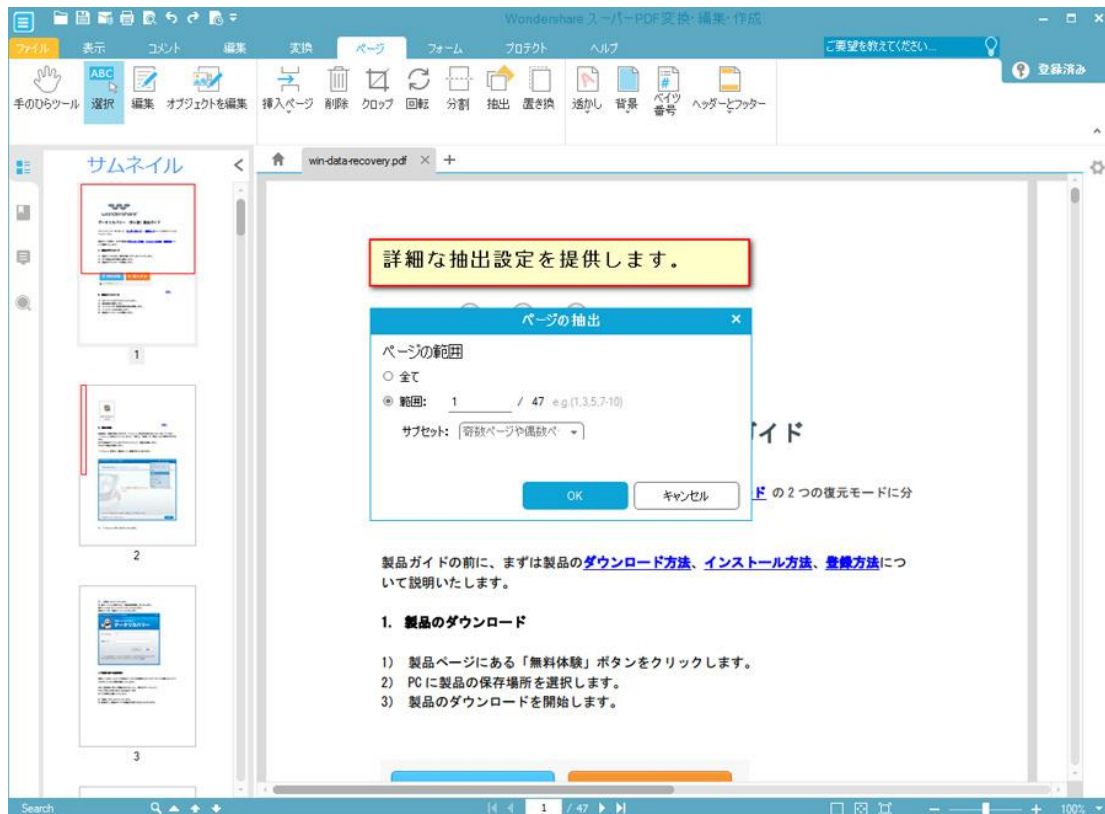 Wondershare スーパーPDF変換・編集・作成
ファイル 表示 コメント 編集 変換 ページ フォーム プロテクト ヘルプ
ご要望を教えてください...
登録済み
手のひらツール 選択 編集 オブジェクトを編集 挿入ページ 削除 クロップ 回転 分割 抽出 置き換 透かし 背景 ベイツ番号 ヘッダーとフッター
サムネイル
win-data-recovery.pdf
詳細な抽出設定を提供します。
ページの抽出
ページの範囲
全て
範囲: 1 / 47 e.g.(1,3,5,7-10)
サブセット: 奇数ページや偶数ペ
OK キャンセル
イド
ド の2つの復元モードに分
製品ガイドの前に、まずは製品のダウンロード方法、インストール方法、登録方法につ
いて説明いたします。
1. 製品のダウンロード
1) 製品ページにある「無料体験」ボタンをクリックします。
2) PCに製品の保存場所を選択します。
3) 製品のダウンロードを開始します。
1
2
3
Search
1 / 47
100%